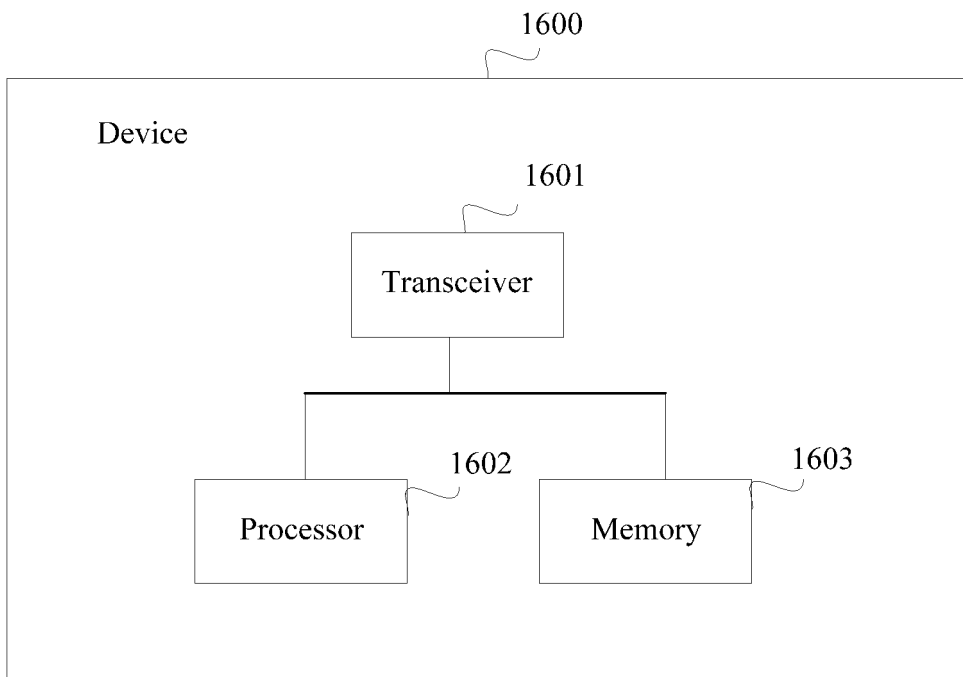 1600
Device
1601
Transceiver
1602
1603
Processor
Memory